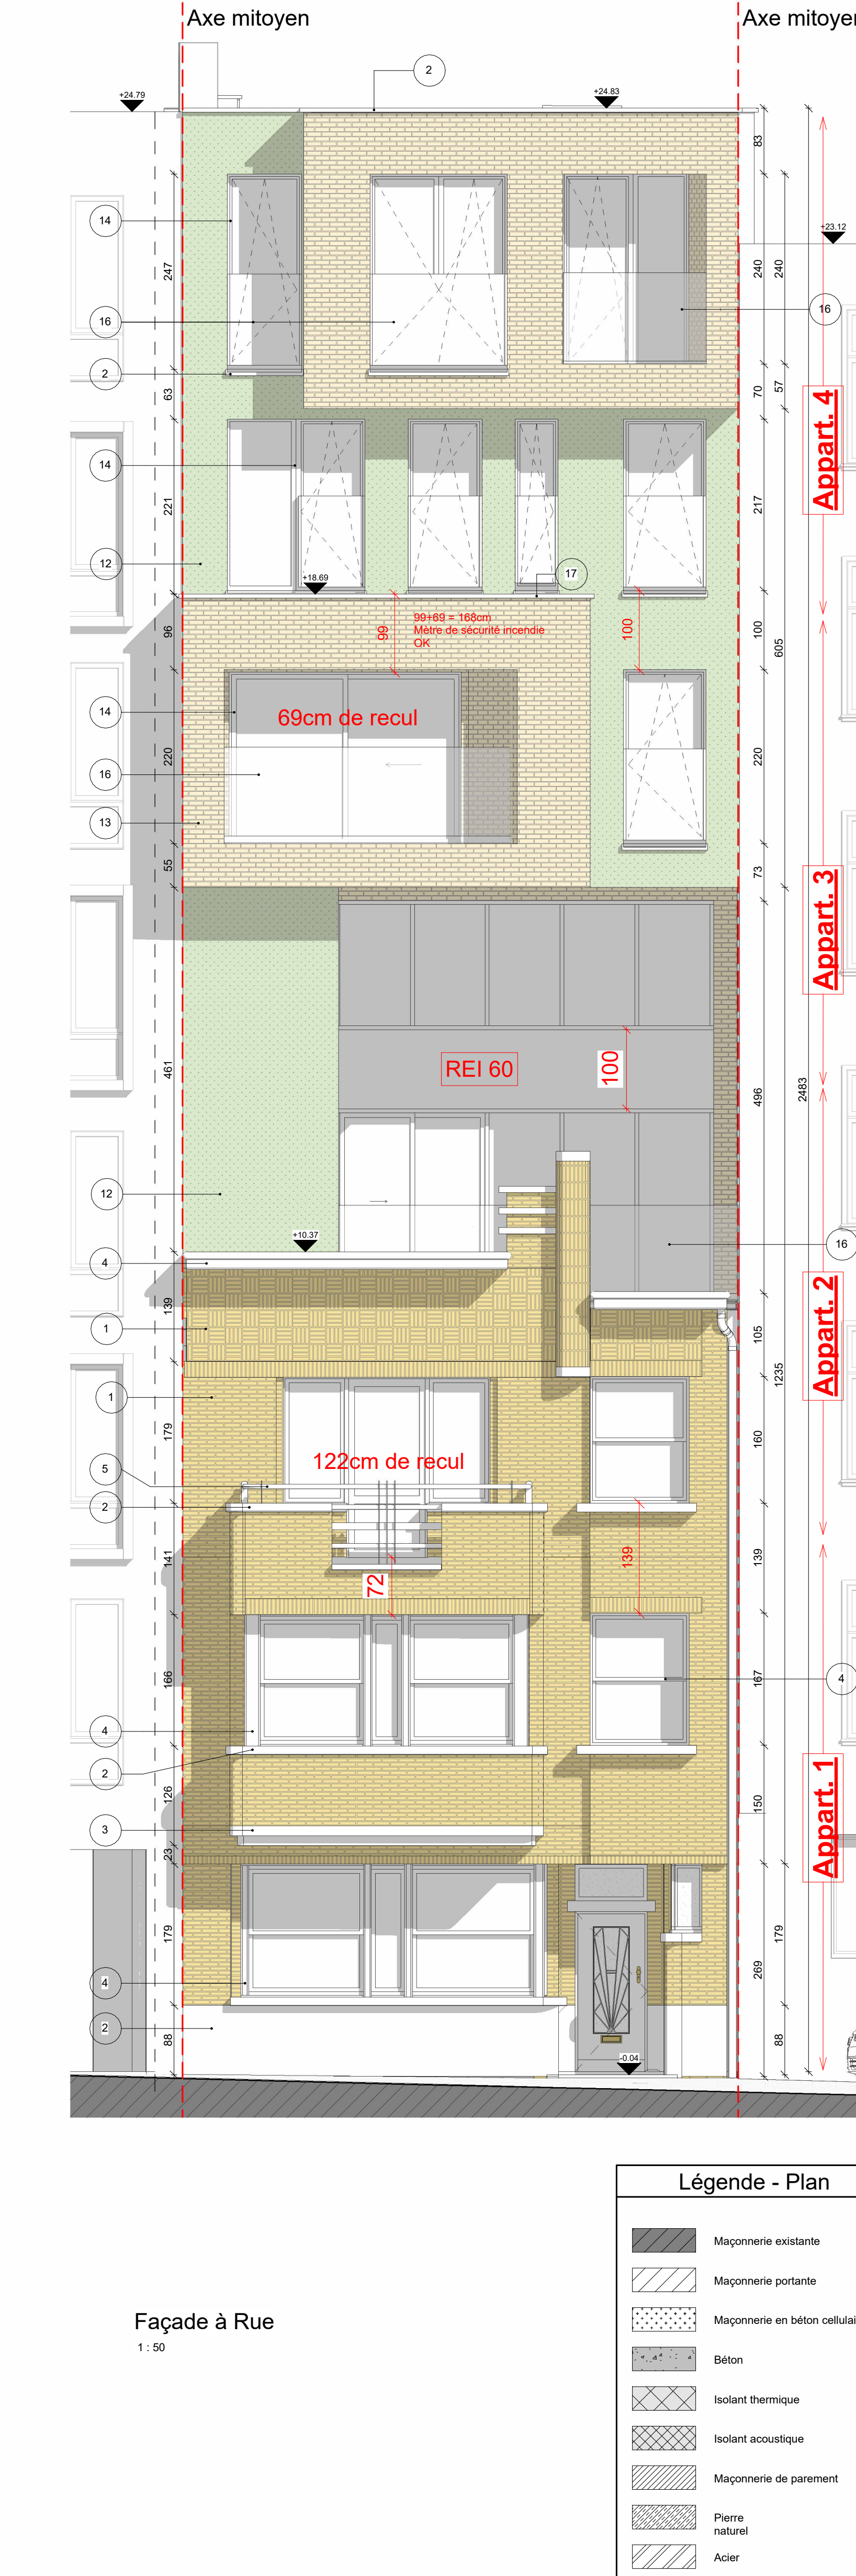 Axe mitoyen
Axe mitoyen
2
+24.79
+24.83
83
+23.12
14
247
240
240
16
16
2
63
70
57
Appart. 4
14
221
217
12
+18.69
17
96
99
99+69 = 168cm
Mètre de sécurité incendie
OK
100
100
605
14
69cm de recul
220
220
16
13
55
73
Appart. 3
461
REI 60
100
496
2483
12
+10.37
16
4
139
1
105
Appart. 2
1235
1
179
122cm de recul
160
5
2
141
72
139
139
166
167
4
4
2
126
150
Appart. 1
3
23
179
179
269
4
2
88
88
-0.04
Légende - Plan
Maçonnerie existante
Maçonnerie portante
Maçonnerie en béton cellulai
Béton
Isolant thermique
Isolant acoustique
Maçonnerie de parement
Pierre
naturel
Acier
Façade à Rue
1 : 50